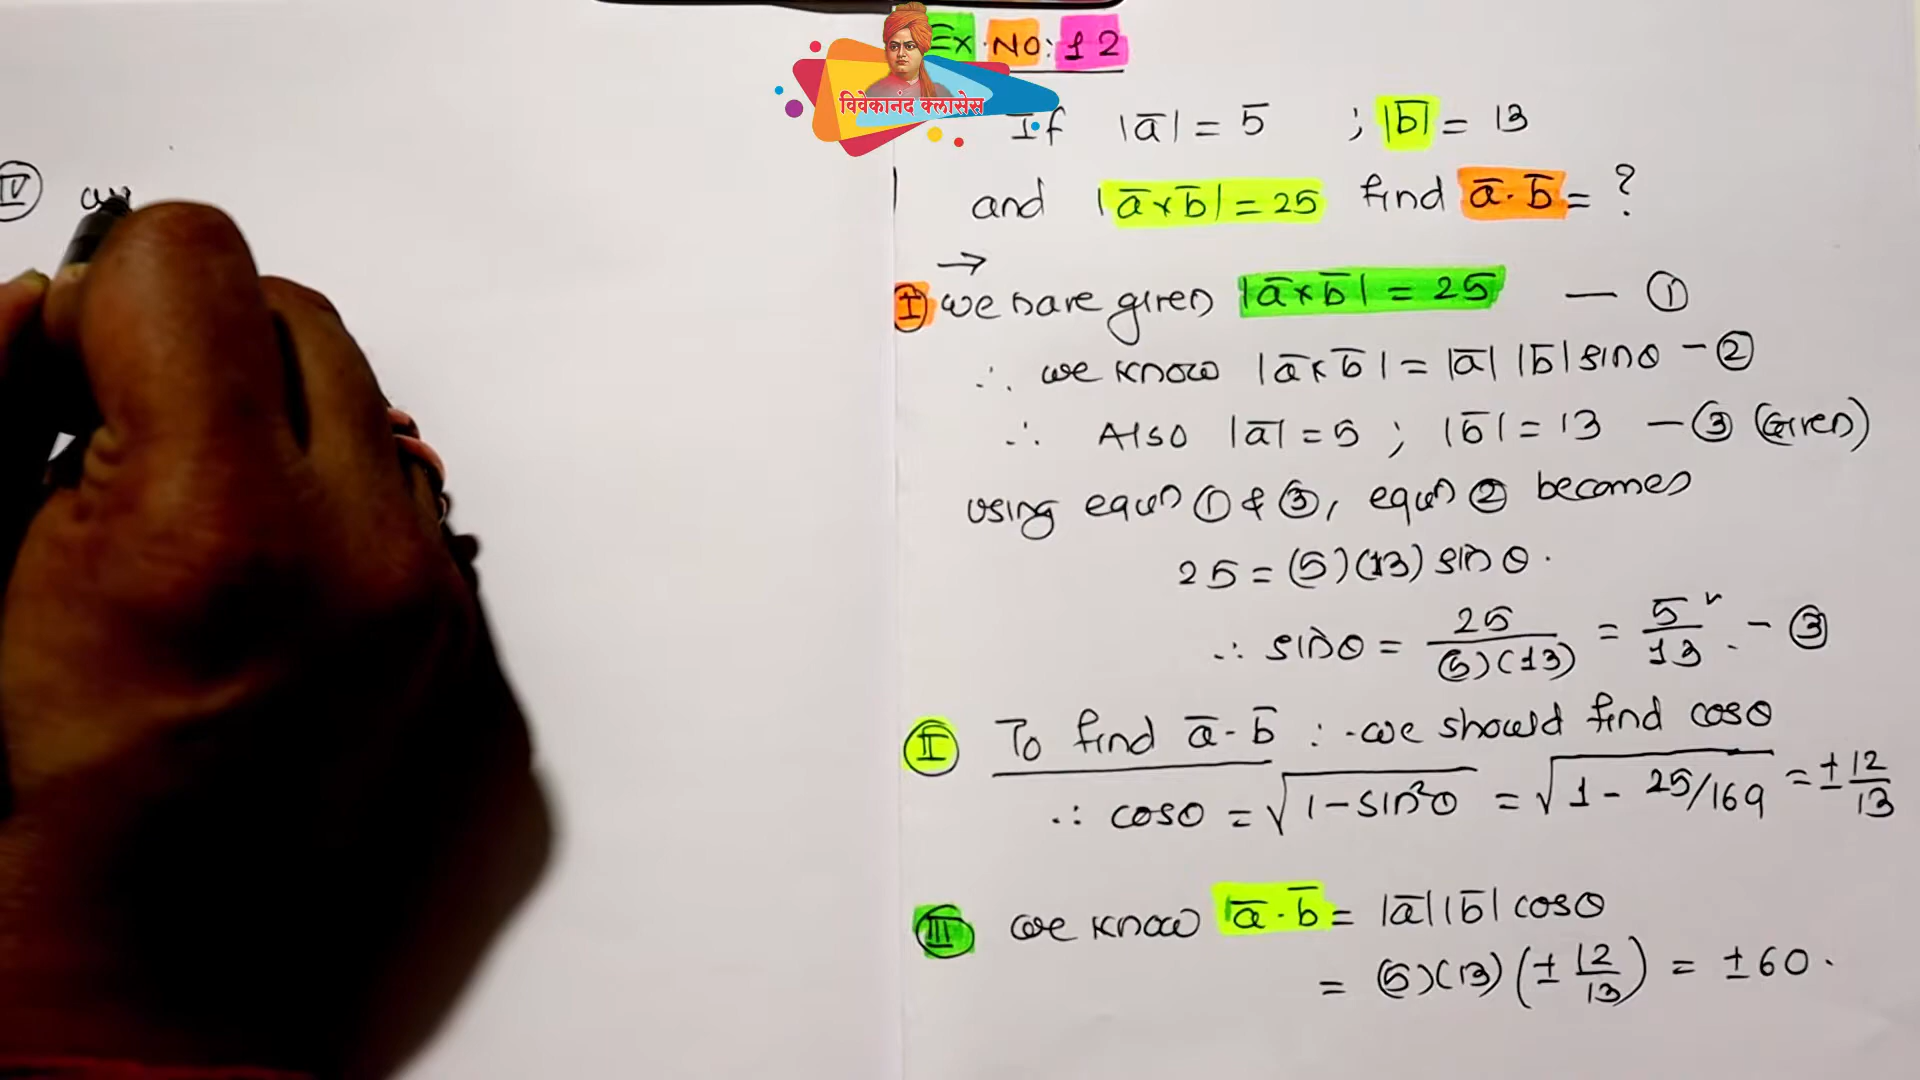 Ex. No: 12
विवेकानंद क्लासेस
If |a̅| = 5 ; |b̅| = 13
and |a̅×b̅| = 25 find a̅·b̅ = ?
→
I we have given |a̅×b̅| = 25 — ①
∴ we know |a̅×b̅| = |a̅| |b̅| sinθ - ②
∴ Also |a̅| = 5 ; |b̅| = 13 — ③ (Given)
using equn ① & ③, equn ② becomes
25 = (5)(13) sinθ.
∴ sinθ = 25/(5)(13) = 5/13 - ③
II To find a̅·b̅ : we should find cosθ
∴ cosθ = √1-sin²θ = √1 - 25/169 = ±12/13
III we know a̅·b̅ = |a̅| |b̅| cosθ
= (5)(13) (±12/13) = ±60.
IV